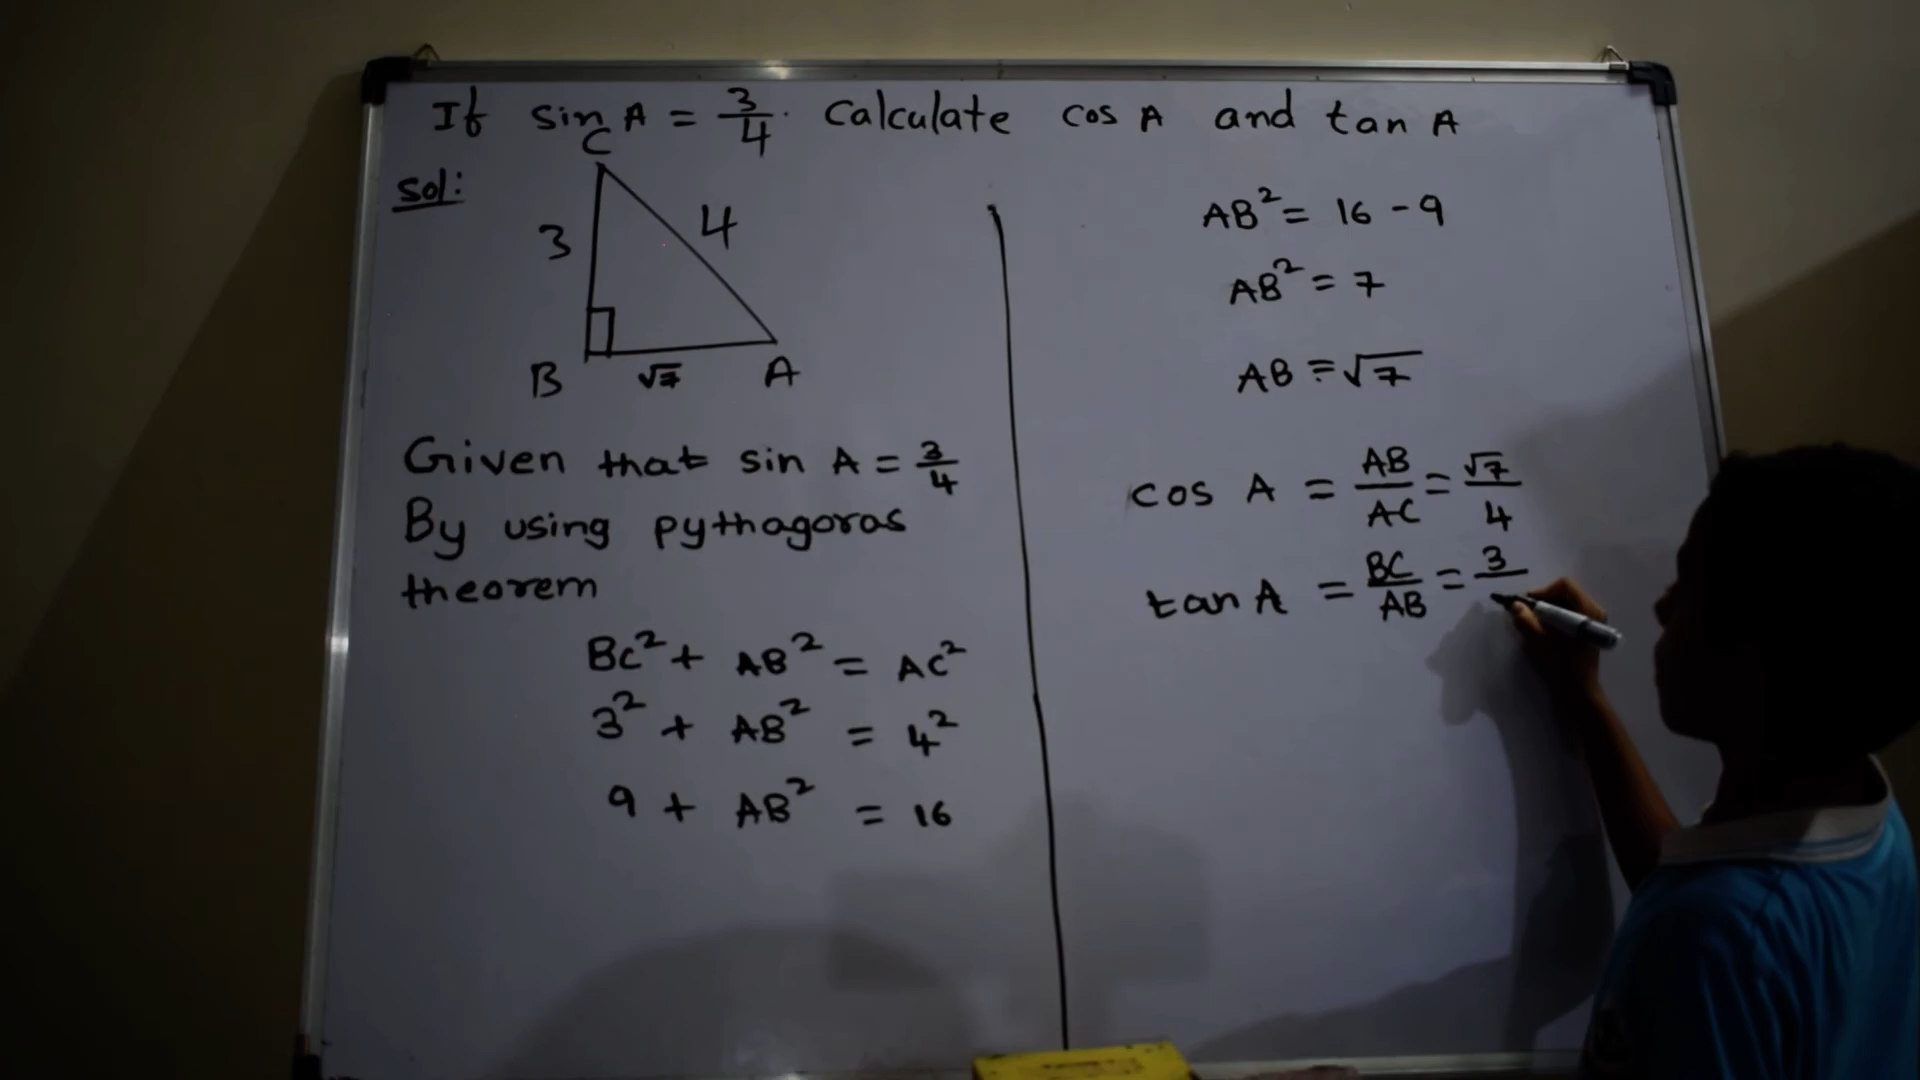 If sin A = 3/4. Calculate cos A and tan A
Sol:
C
3
4
B
√7
A
Given that sin A = 3/4
By using pythagoras
theorem
BC² + AB² = AC²
3² + AB² = 4²
9 + AB² = 16
AB² = 16 - 9
AB² = 7
AB = √7
cos A = AB/AC = √7/4
tan A = BC/AB = 3/